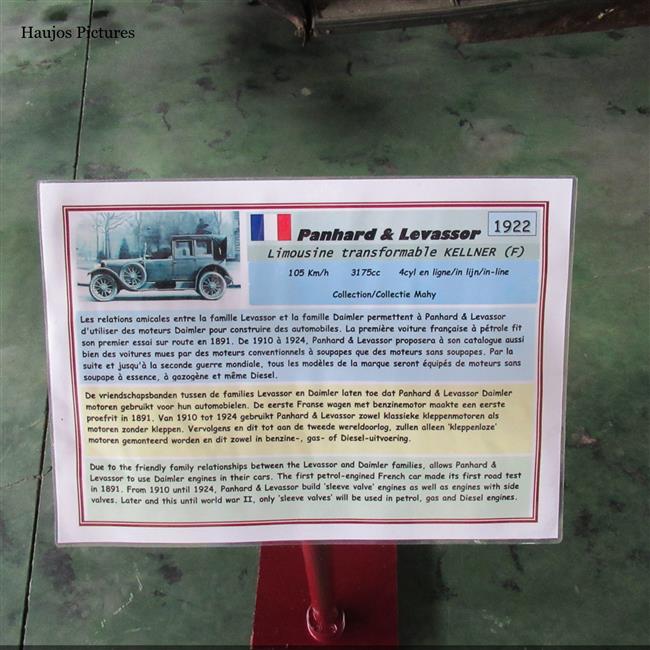 Haujos Pictures
Panhard & Levassor
1922
Limousine transformable KELLNER (F)
105 Km/h 3175cc 4cyl en ligne/in lijn/in-line
Collection/Collectie Mahy
Les relations amicales entre la famille Levassor et la famille Daimler permettent à Panhard & Levassor
d'utiliser des moteurs Daimler pour construire des automobiles. La première voiture française à pétrole fit
son premier essai sur route en 1891. De 1910 à 1924, Panhard & Levassor proposera à son catalogue aussi
bien des voitures mues par des moteurs conventionnels à soupapes que des moteurs sans soupapes. Par la
suite et jusqu'à la seconde guerre mondiale, tous les modèles de la marque seront équipés de moteurs sans
soupape à essence, à gazogène et même Diesel.
De vriendschapsbanden tussen de families Levassor en Daimler laten toe dat Panhard & Levassor Daimler
motoren gebruikt voor hun automobielen. De eerste Franse wagen met benzinemotor maakte een eerste
proefrit in 1891. Van 1910 tot 1924 gebruikt Panhard & Levassor zowel klassieke kleppenmotoren als
motoren zonder kleppen. Vervolgens en dit tot aan de tweede wereldoorlog, zullen alleen 'kleppenlaze'
motoren gemonteerd worden en dit zowel in benzine-, gas- of Diesel-uitvoering.
Due to the friendly family relationships between the Levassor and Daimler families, allows Panhard &
Levassor to use Daimler engines in their cars. The first petrol-engined French car made its first road test
in 1891. From 1910 until 1924, Panhard & Levassor build 'sleeve valve' engines as well as engines with side
valves. Later and this until world war II, only 'sleeve valves' will be used in petrol, gas and Diesel engines.